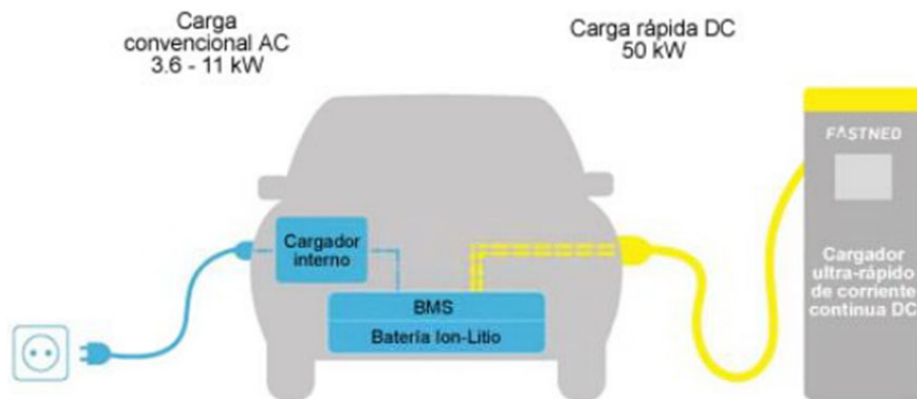 Carga
convencional AC
3.6 - 11 kW
Carga rápida DC
50 kW
FASTNED
Cargador
interno
BMS
Batería Ion-Litio
Cargador
ultra-rápido
de corriente
continua DC